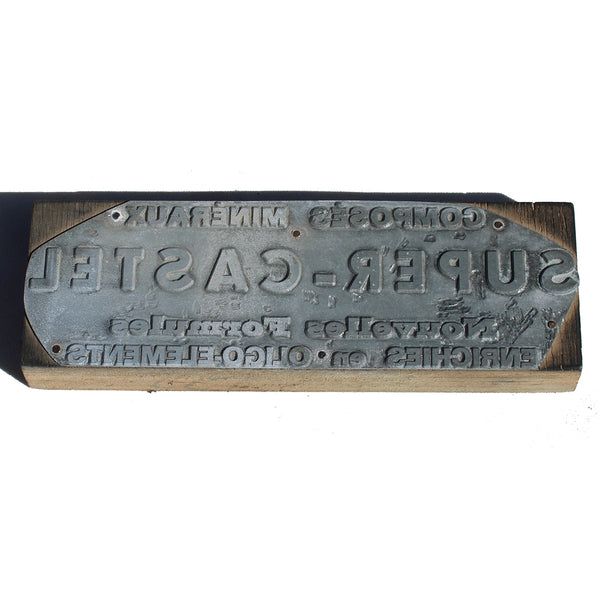 COMPOSÉS MINÉRAUX
SUPER-CASTEL
Nouvelles Formules
ENRICHIES en OLIGO-ELEMENTS